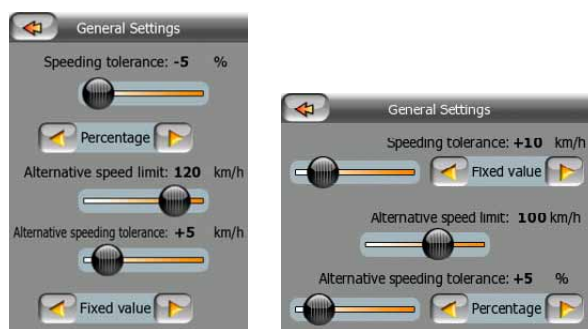 General Settings
Speeding tolerance: -5 %
Percentage
Alternative speed limit: 120 km/h
Alternative speeding tolerance: +5 km/h
Fixed value
General Settings
Speeding tolerance: +10 km/h
Fixed value
Alternative speed limit: 100 km/h
Alternative speeding tolerance: +5 %
Percentage